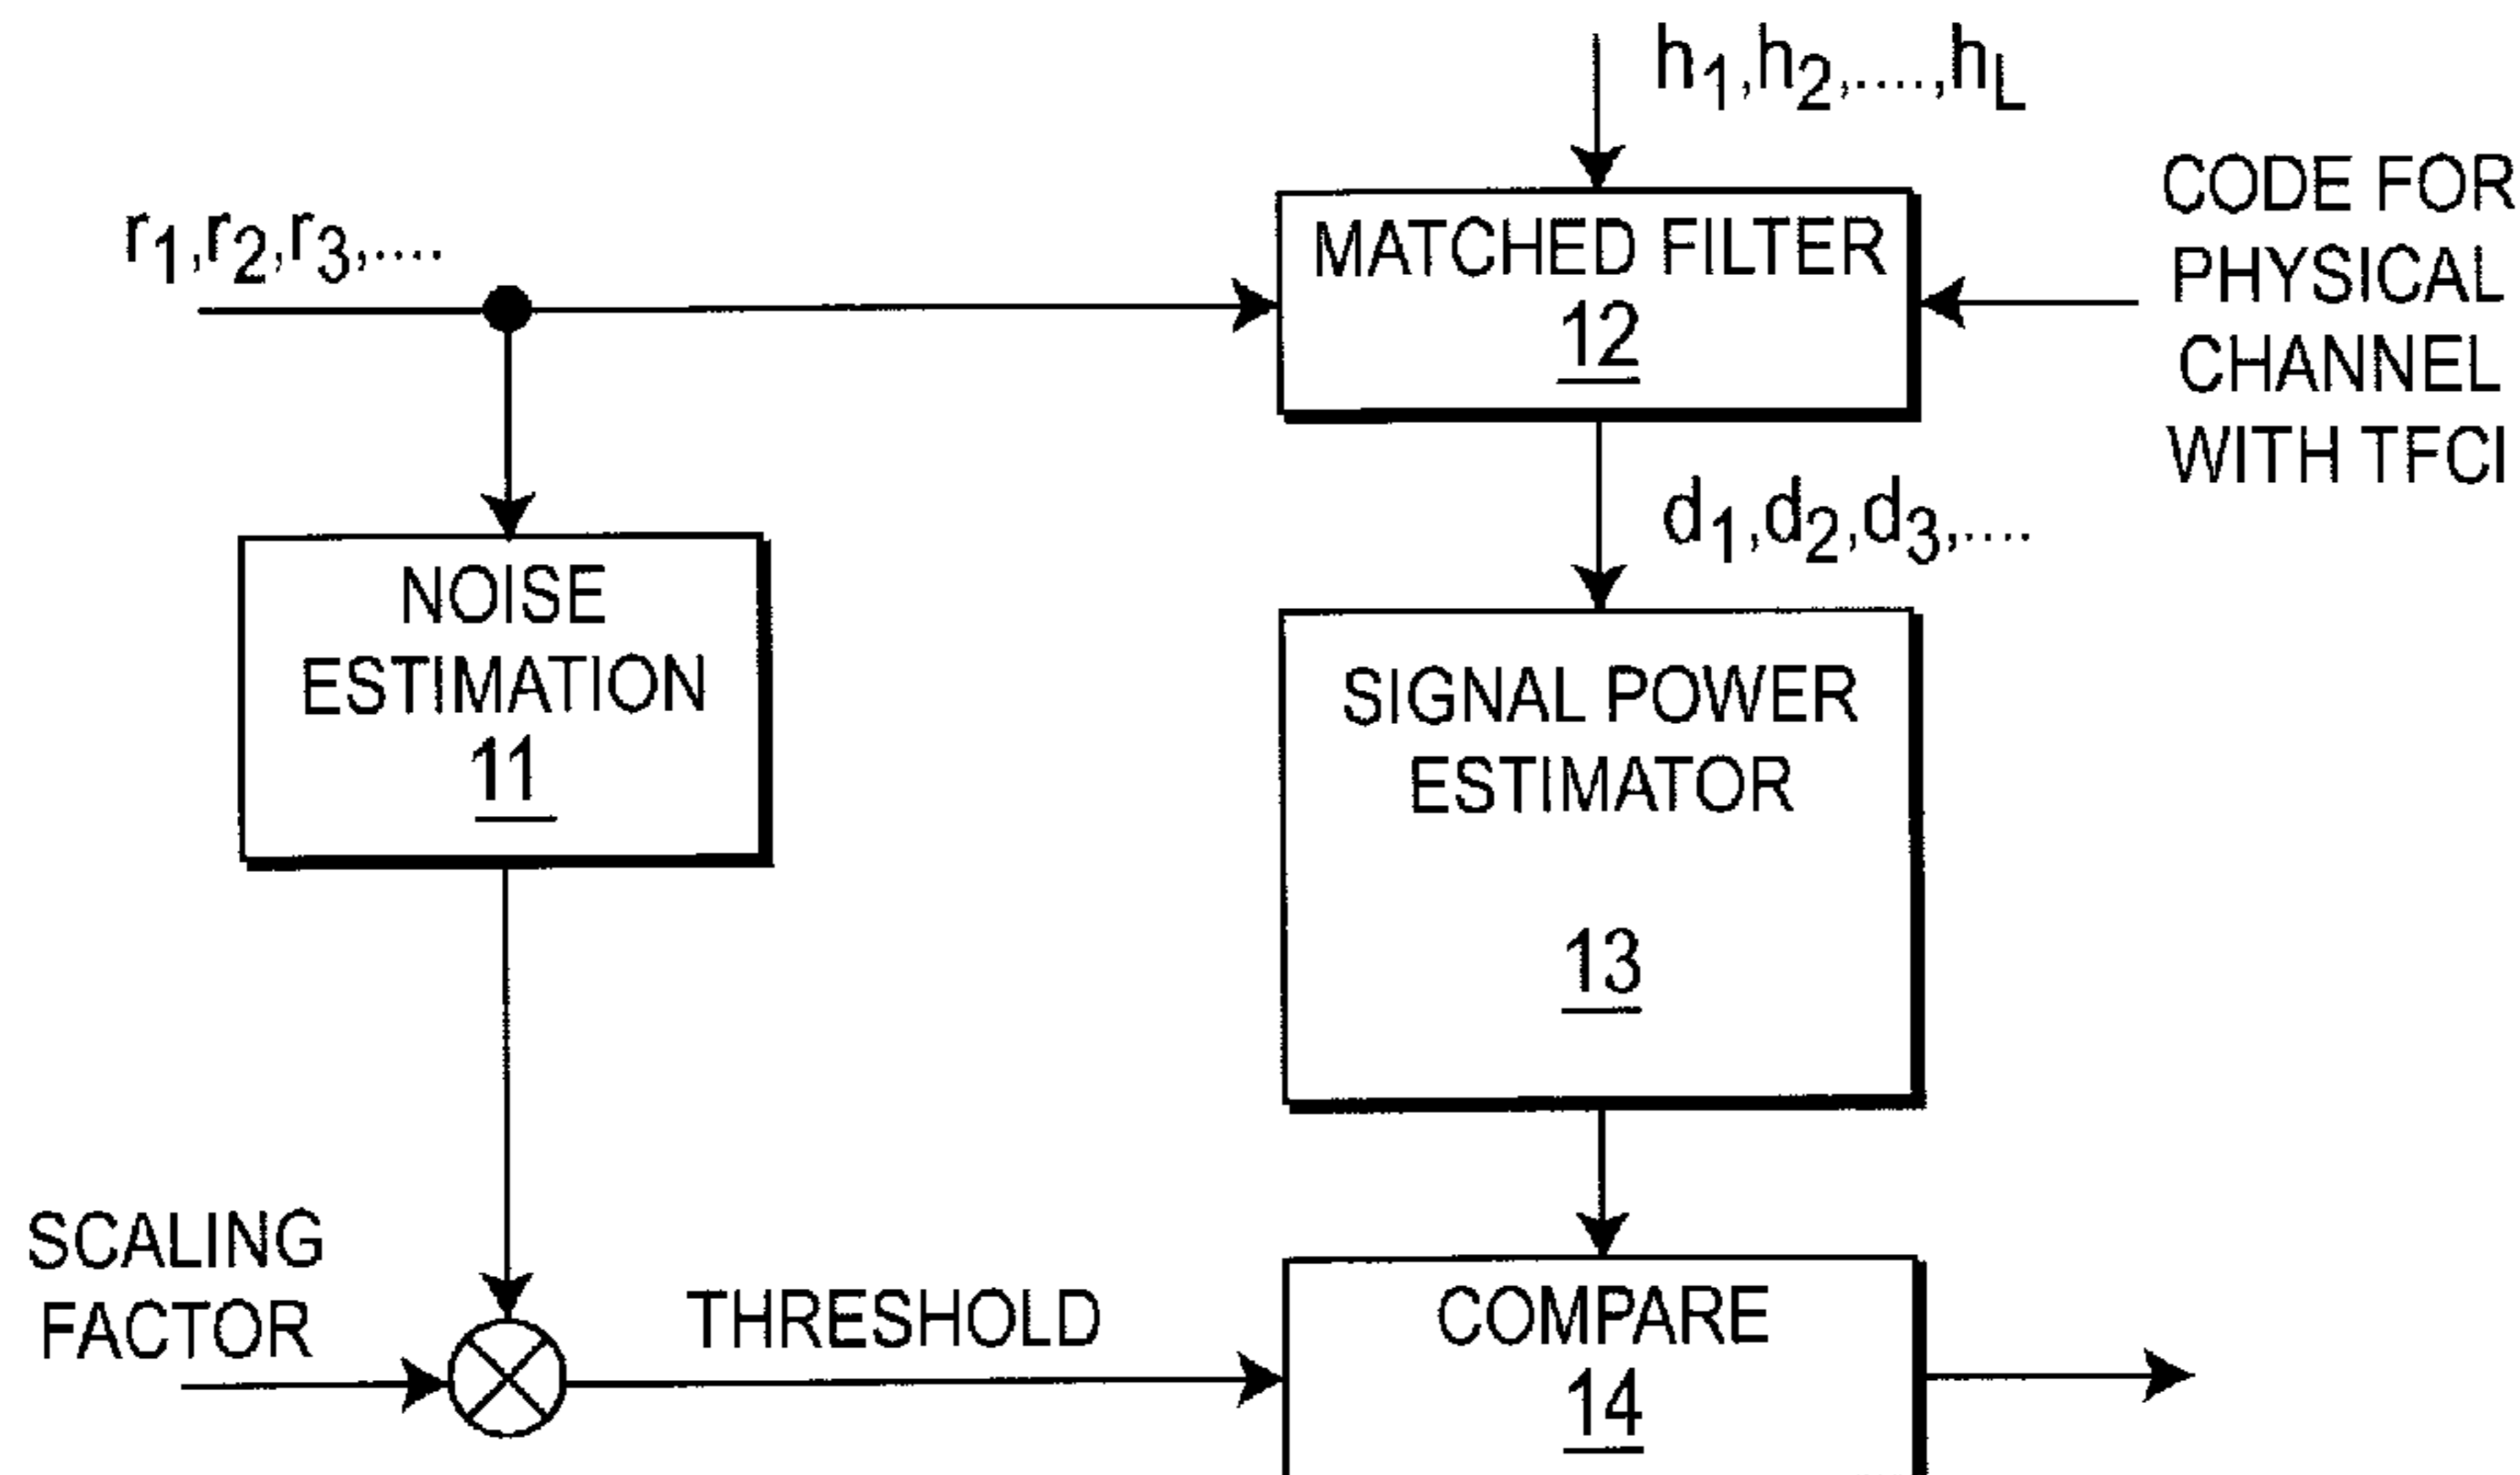 h1,h2,....,hL
CODE FOR
PHYSICAL
CHANNEL
WITH TFCI
r1,r2,r3,....
MATCHED FILTER
12
d1,d2,d3,....
NOISE
ESTIMATION
11
SIGNAL POWER
ESTIMATOR
13
SCALING
FACTOR
THRESHOLD
COMPARE
14